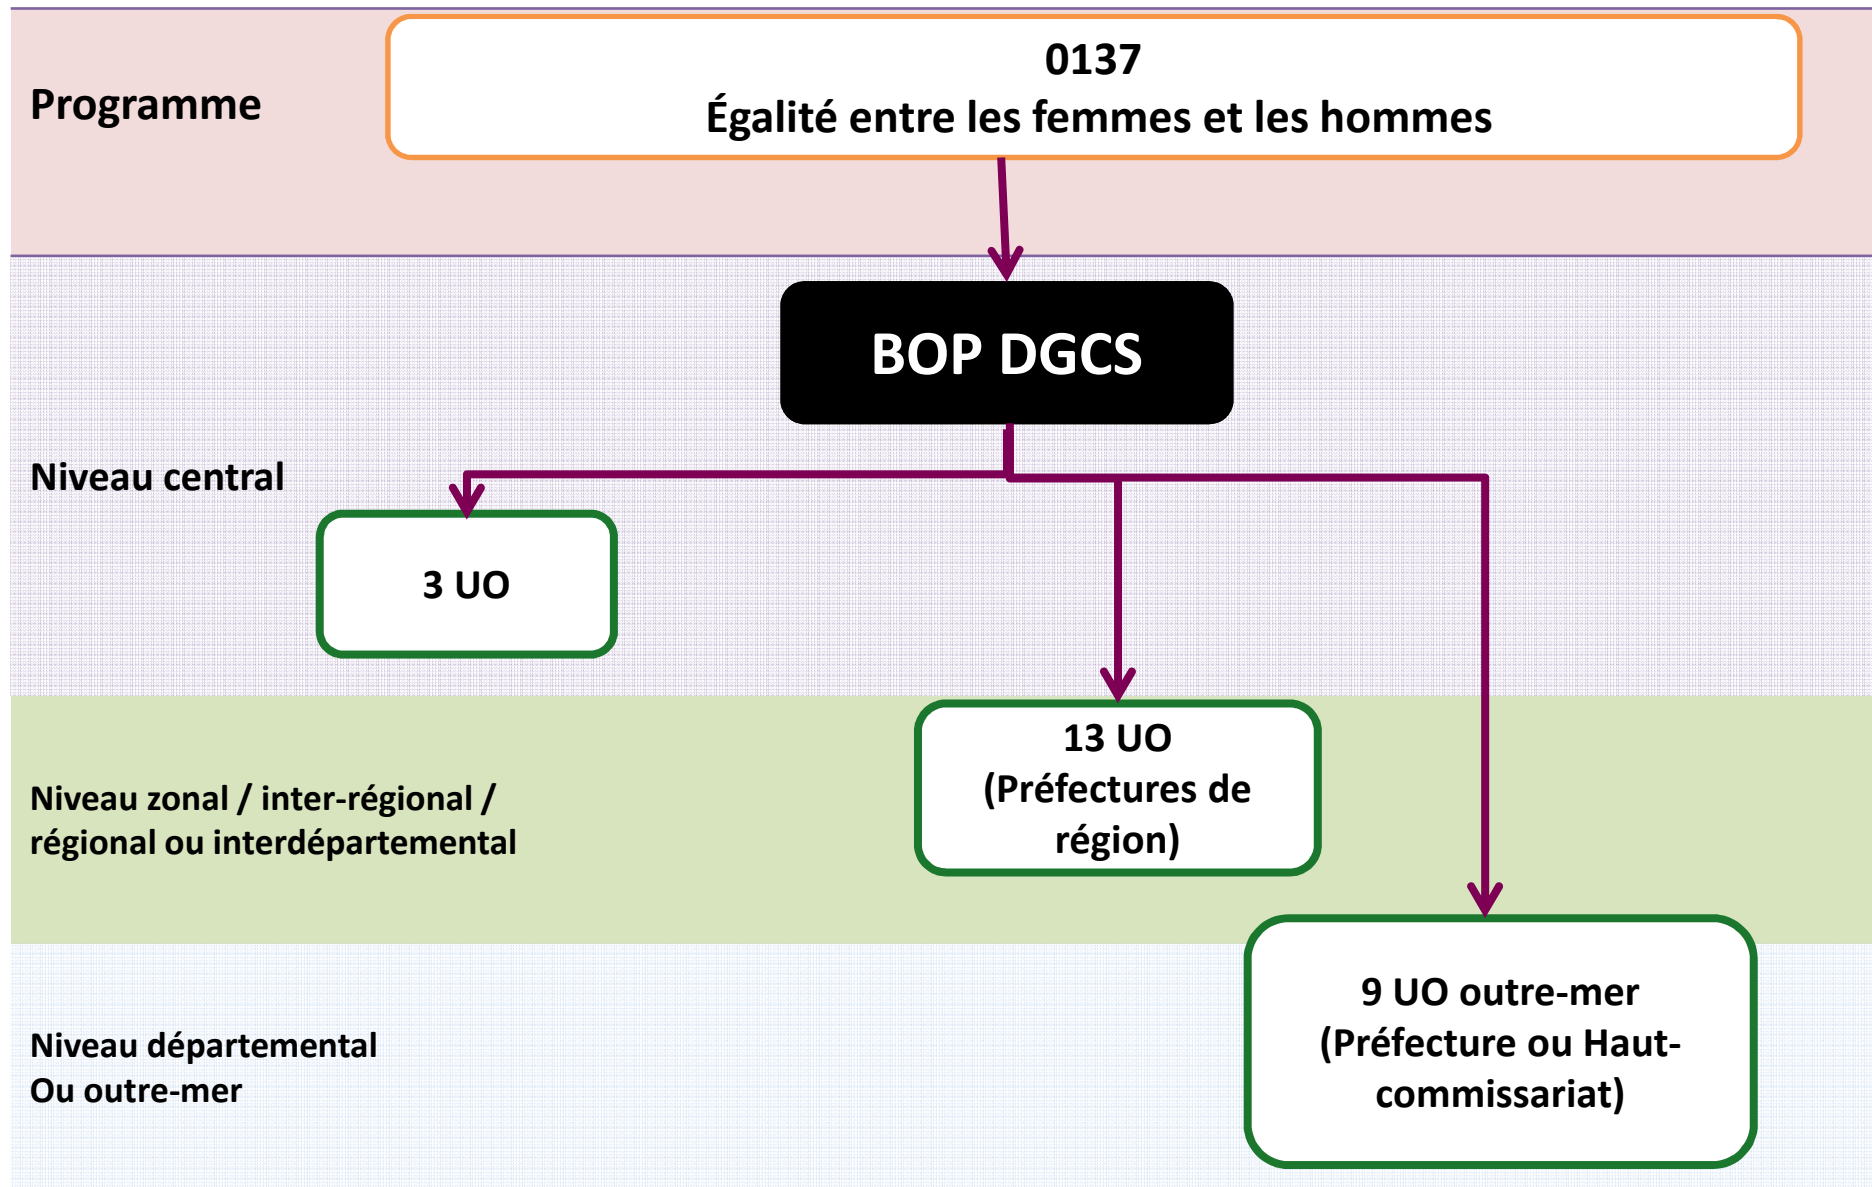 Programme
0137
Égalité entre les femmes et les hommes
BOP DGCS
Niveau central
3 UO
13 UO
(Préfectures de
région)
Niveau zonal / inter-régional /
régional ou interdépartemental
9 UO outre-mer
(Préfecture ou Haut-
commissariat)
Niveau départemental
Ou outre-mer